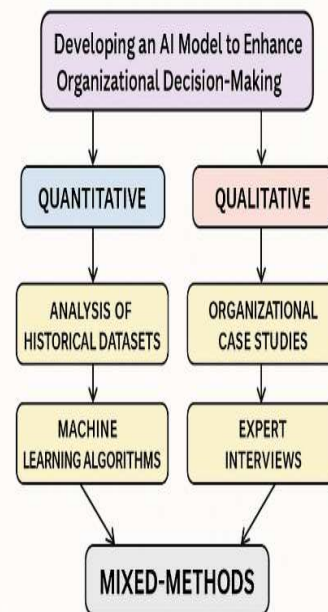 Developing an AI Model to Enhance
Organizational Decision-Making
QUANTITATIVE
QUALITATIVE
ANALYSIS OF
HISTORICAL DATASETS
ORGANIZATIONAL
CASE STUDIES
MACHINE
LEARNING ALGORITHMS
EXPERT
INTERVIEWS
MIXED-METHODS